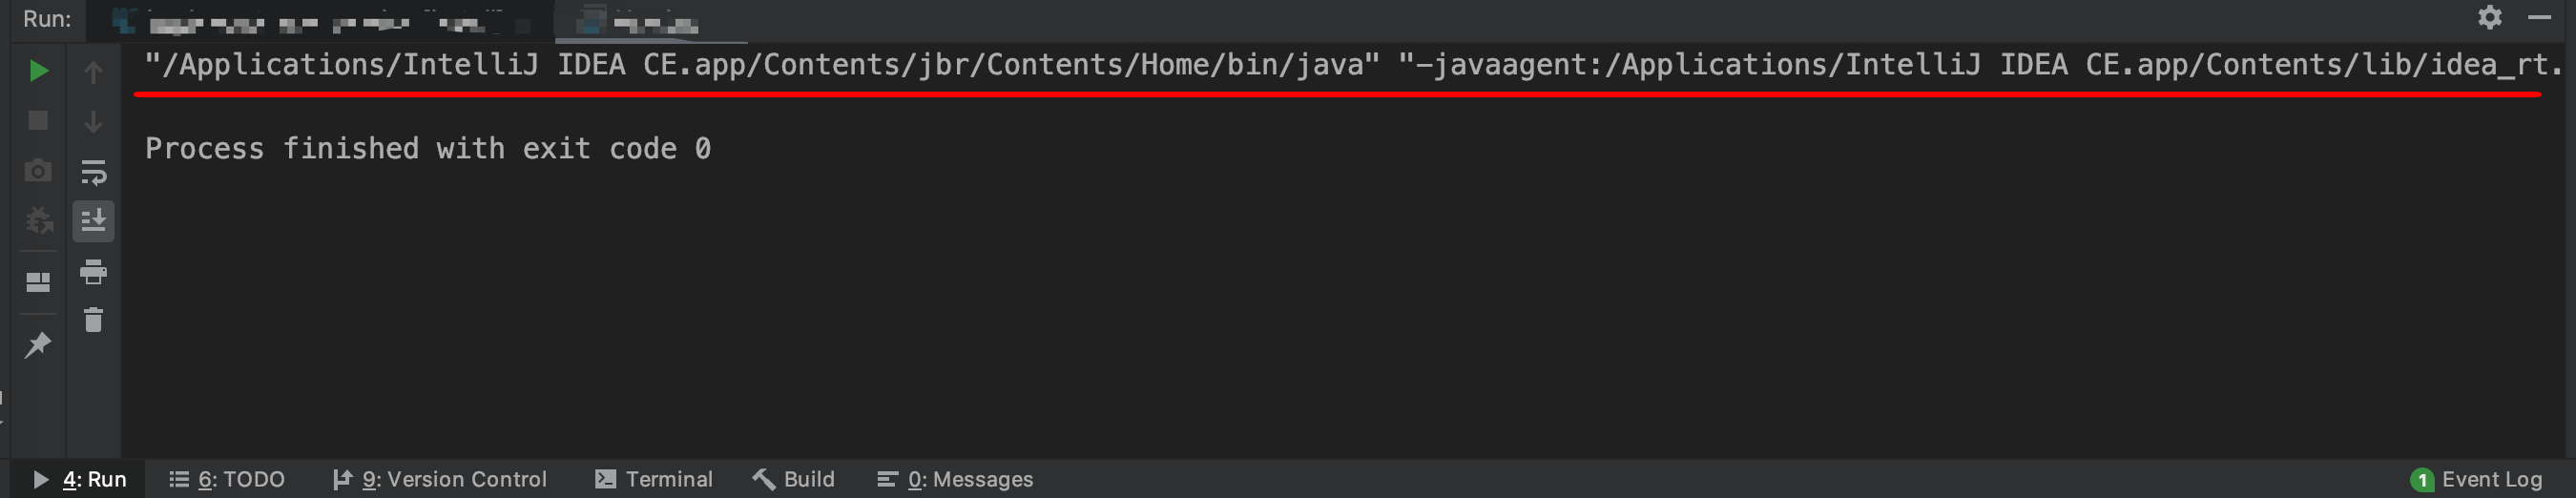 Run:
"/Applications/IntelliJ IDEA CE.app/Contents/jbr/Contents/Home/bin/java" "-javaagent:/Applications/IntelliJ IDEA CE.app/Contents/lib/idea_rt.
Process finished with exit code 0
4: Run 6: TODO 9: Version Control Terminal Build 0: Messages 1 Event Log